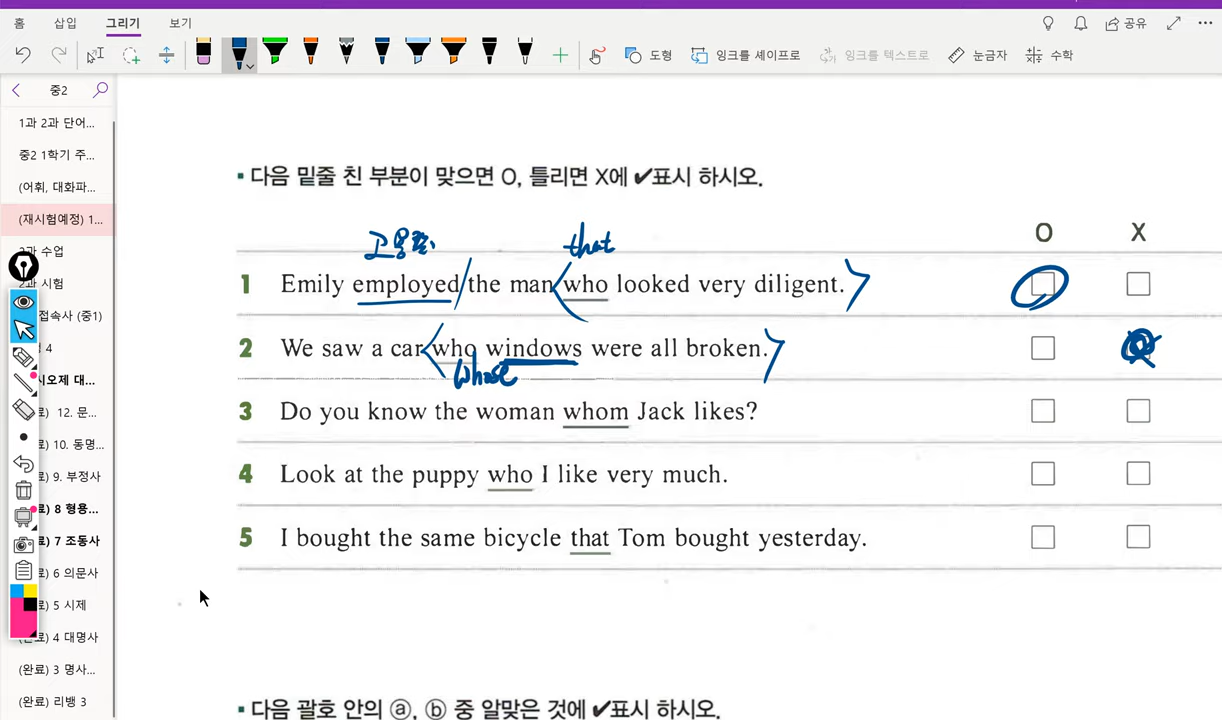 홈 삽입 그리기 보기 공유
도형 잉크를 셰이프로 잉크를 텍스트로 눈금자 수학
중2
1과 2과 단어...
중2 1학기 주...
(어휘, 대화파...
(재시험예정) 1...
과 수업
2과 시험
접속사 (중1)
4
시오제 대...
료) 12. 문...
료) 10. 동명...
료) 9. 부정사
료) 8 형용...
료) 7 조동사
료) 6 의문사
료) 5 시제
(완료) 4 대명사
(완료) 3 명사...
(완료) 리뱅 3
▪ 다음 밑줄 친 부분이 맞으면 O, 틀리면 X에 ✔표시 하시오.
O X
that
1 Emily employed the man who looked very diligent.
2 We saw a car who windows were all broken.
whose
3 Do you know the woman whom Jack likes?
4 Look at the puppy who I like very much.
5 I bought the same bicycle that Tom bought yesterday.
▪ 다음 괄호 안의 ⓐ, ⓑ 중 알맞은 것에 ✔표시 하시오.